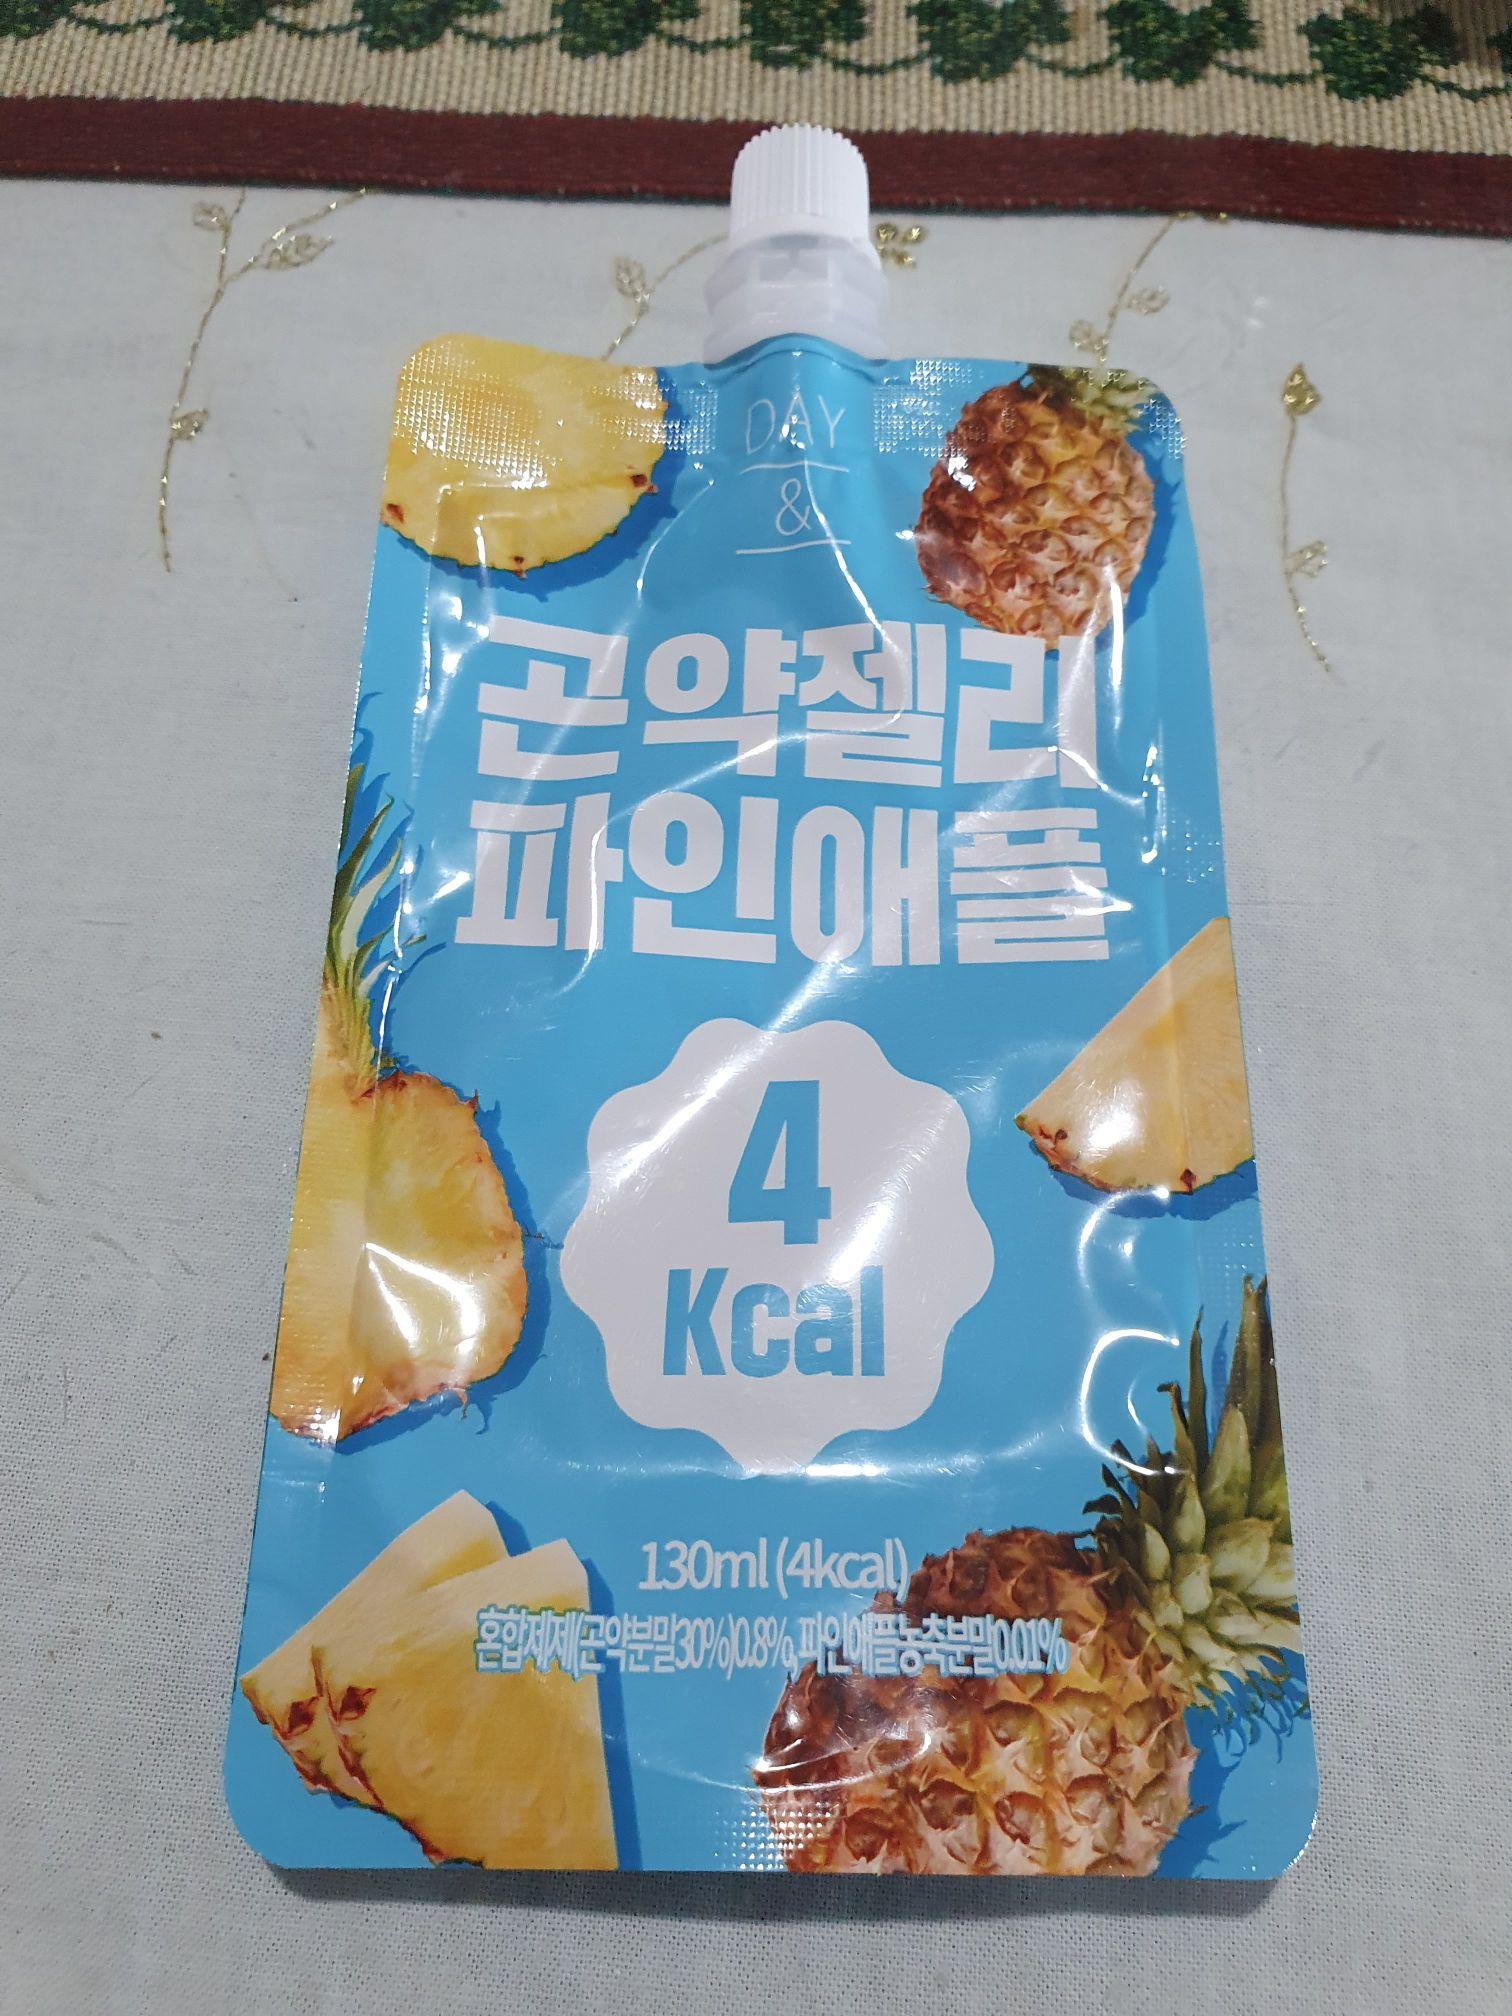 DAY
&
곤약젤리
파인애플
4
Kcal
130ml (4kcal)
혼합제제(곤약분말30%)0.8%, 파인애플농축분말0.01%